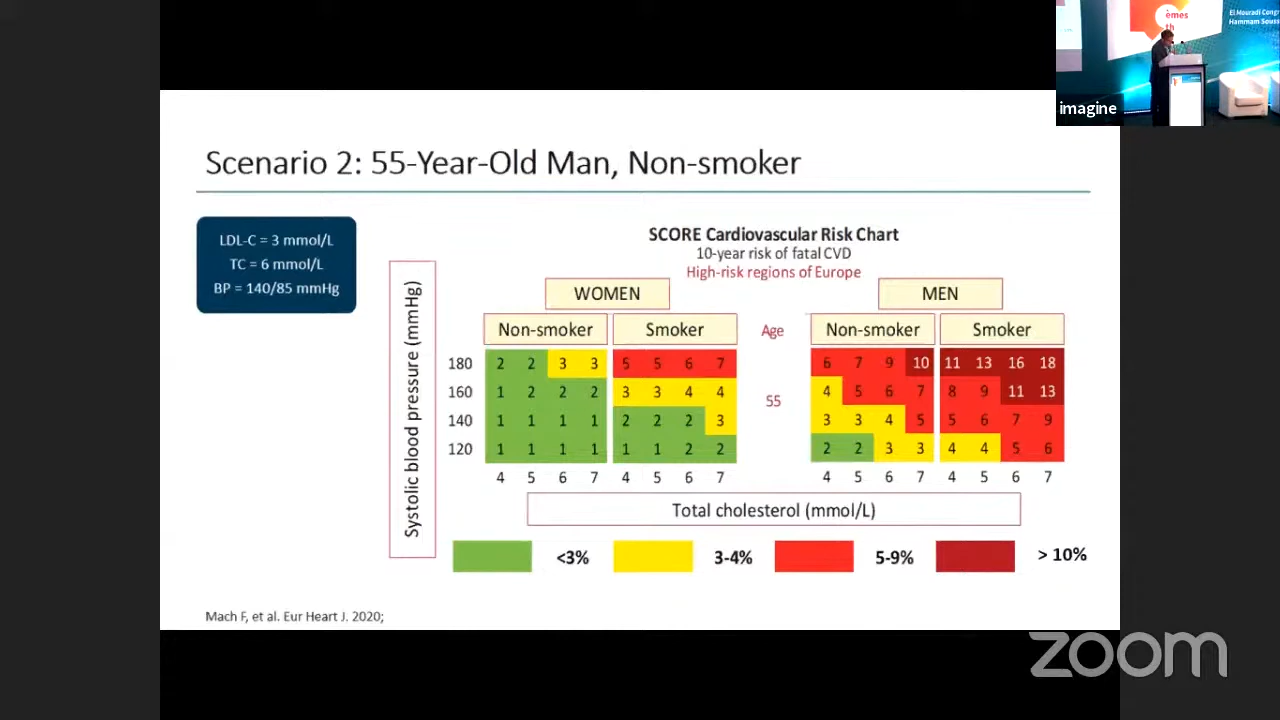 èmes
th
El Mouradi Congr
Hammam Souss
imagine
Scenario 2: 55-Year-Old Man, Non-smoker
LDL-C = 3 mmol/L
TC = 6 mmol/L
BP = 140/85 mmHg
SCORE Cardiovascular Risk Chart
10-year risk of fatal CVD
High-risk regions of Europe
WOMEN
MEN
Non-smoker
Smoker
Age
Non-smoker
Smoker
Systolic blood pressure (mmHg)
180 2 2 3 3 5 5 6 7 6 7 9 10 11 13 16 18
160 1 2 2 2 3 3 4 4 4 5 6 7 8 9 11 13
55
140 1 1 1 1 2 2 2 3 3 3 4 5 5 6 7 9
120 1 1 1 1 1 1 2 2 2 2 3 3 4 4 5 6
4 5 6 7 4 5 6 7 4 5 6 7 4 5 6 7
Total cholesterol (mmol/L)
<3%
3-4%
5-9%
> 10%
Mach F, et al. Eur Heart J. 2020;
zoom